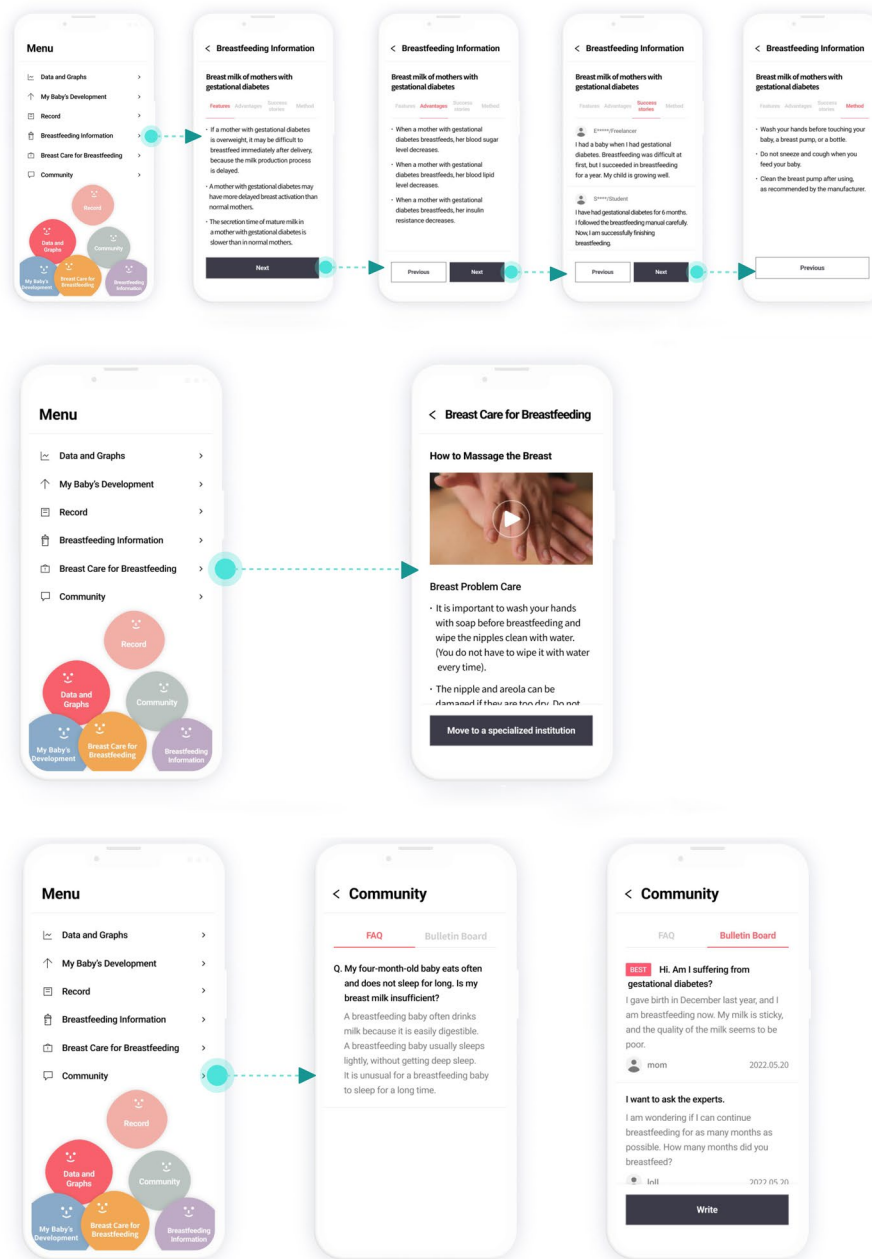 Menu
Data and Graphs
My Baby's Development
Record
Breastfeeding Information
Breast Care for Breastfeeding
Community
Record
Data and
Graphs
Community
My Baby's
Development
Breast Care for
Breastfeeding
Breastfeeding
Information
< Breastfeeding Information
Breast milk of mothers with
gestational diabetes
Features Advantages Success stories Method
· If a mother with gestational diabetes
is overweight, it may be difficult to
breastfeed immediately after delivery,
because the milk production process
is delayed.
· A mother with gestational diabetes may
have more delayed breast activation than
normal mothers.
· The secretion time of mature milk in
a mother with gestational diabetes is
slower than in normal mothers.
Next
< Breastfeeding Information
Breast milk of mothers with
gestational diabetes
Features Advantages Success stories Method
· When a mother with gestational
diabetes breastfeeds, her blood sugar
level decreases.
· When a mother with gestational
diabetes breastfeeds, her blood lipid
level decreases.
· When a mother with gestational
diabetes breastfeeds, her insulin
resistance decreases.
Previous Next
< Breastfeeding Information
Breast milk of mothers with
gestational diabetes
Features Advantages Success stories Method
E*****/Freelancer
I had a baby when I had gestational
diabetes. Breastfeeding was difficult at
first, but I succeeded in breastfeeding
for a year. My child is growing well.
S****/Student
I have had gestational diabetes for 6 months.
I followed the breastfeeding manual carefully.
Now, I am successfully finishing
breastfeeding.
Previous Next
< Breastfeeding Information
Breast milk of mothers with
gestational diabetes
Features Advantages Success stories Method
· Wash your hands before touching your
baby, a breast pump, or a bottle.
· Do not sneeze and cough when you
feed your baby.
· Clean the breast pump after using,
as recommended by the manufacturer.
Previous
Menu
Data and Graphs
My Baby's Development
Record
Breastfeeding Information
Breast Care for Breastfeeding
Community
Record
Data and
Graphs
Community
My Baby's
Development
Breast Care for
Breastfeeding
Breastfeeding
Information
< Breast Care for Breastfeeding
How to Massage the Breast
Breast Problem Care
· It is important to wash your hands
with soap before breastfeeding and
wipe the nipples clean with water.
(You do not have to wipe it with water
every time).
· The nipple and areola can be
damaged if they are too dry. Do not
Move to a specialized institution
Menu
Data and Graphs
My Baby's Development
Record
Breastfeeding Information
Breast Care for Breastfeeding
Community
Record
Data and
Graphs
Community
My Baby's
Development
Breast Care for
Breastfeeding
Breastfeeding
Information
< Community
FAQ Bulletin Board
Q. My four-month-old baby eats often
and does not sleep for long. Is my
breast milk insufficient?
A breastfeeding baby often drinks
milk because it is easily digestible.
A breastfeeding baby usually sleeps
lightly, without getting deep sleep.
It is unusual for a breastfeeding baby
to sleep for a long time.
< Community
FAQ Bulletin Board
BEST Hi. Am I suffering from
gestational diabetes?
I gave birth in December last year, and I
am breastfeeding now. My milk is sticky,
and the quality of the milk seems to be
poor.
mom 2022.05.20
I want to ask the experts.
I am wondering if I can continue
breastfeeding for as many months as
possible. How many months did you
breastfeed?
loll 2022.05.20
Write